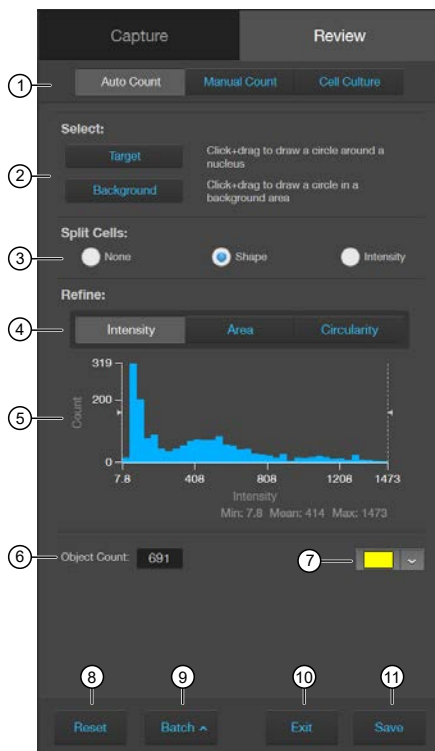 Capture Review
1 Auto Count Manual Count Cell Culture
Select:
Target Click+drag to draw a circle around a
nucleus
2
Background Click+drag to draw a circle in a
background area
Split Cells:
3 None Shape Intensity
Refine:
4 Intensity Area Circularity
319
200
5 Count
0
7.8 408 808 1208 1473
Intensity
Min: 7.8 Mean: 414 Max: 1473
6 Object Count: 691 7
8 9 10 11
Reset Batch Exit Save